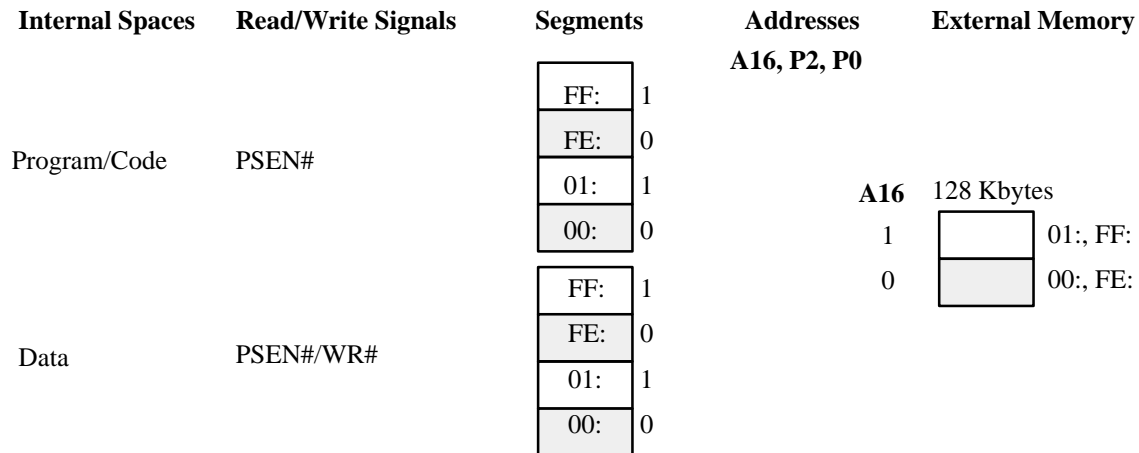 Internal Spaces Read/Write Signals Segments Addresses External Memory
A16, P2, P0
FF: 1
FE: 0
Program/Code PSEN#
01: 1
A16 128 Kbytes
00: 0
1 01:, FF:
0 00:, FE:
FF: 1
FE: 0
Data PSEN#/WR#
01: 1
00: 0